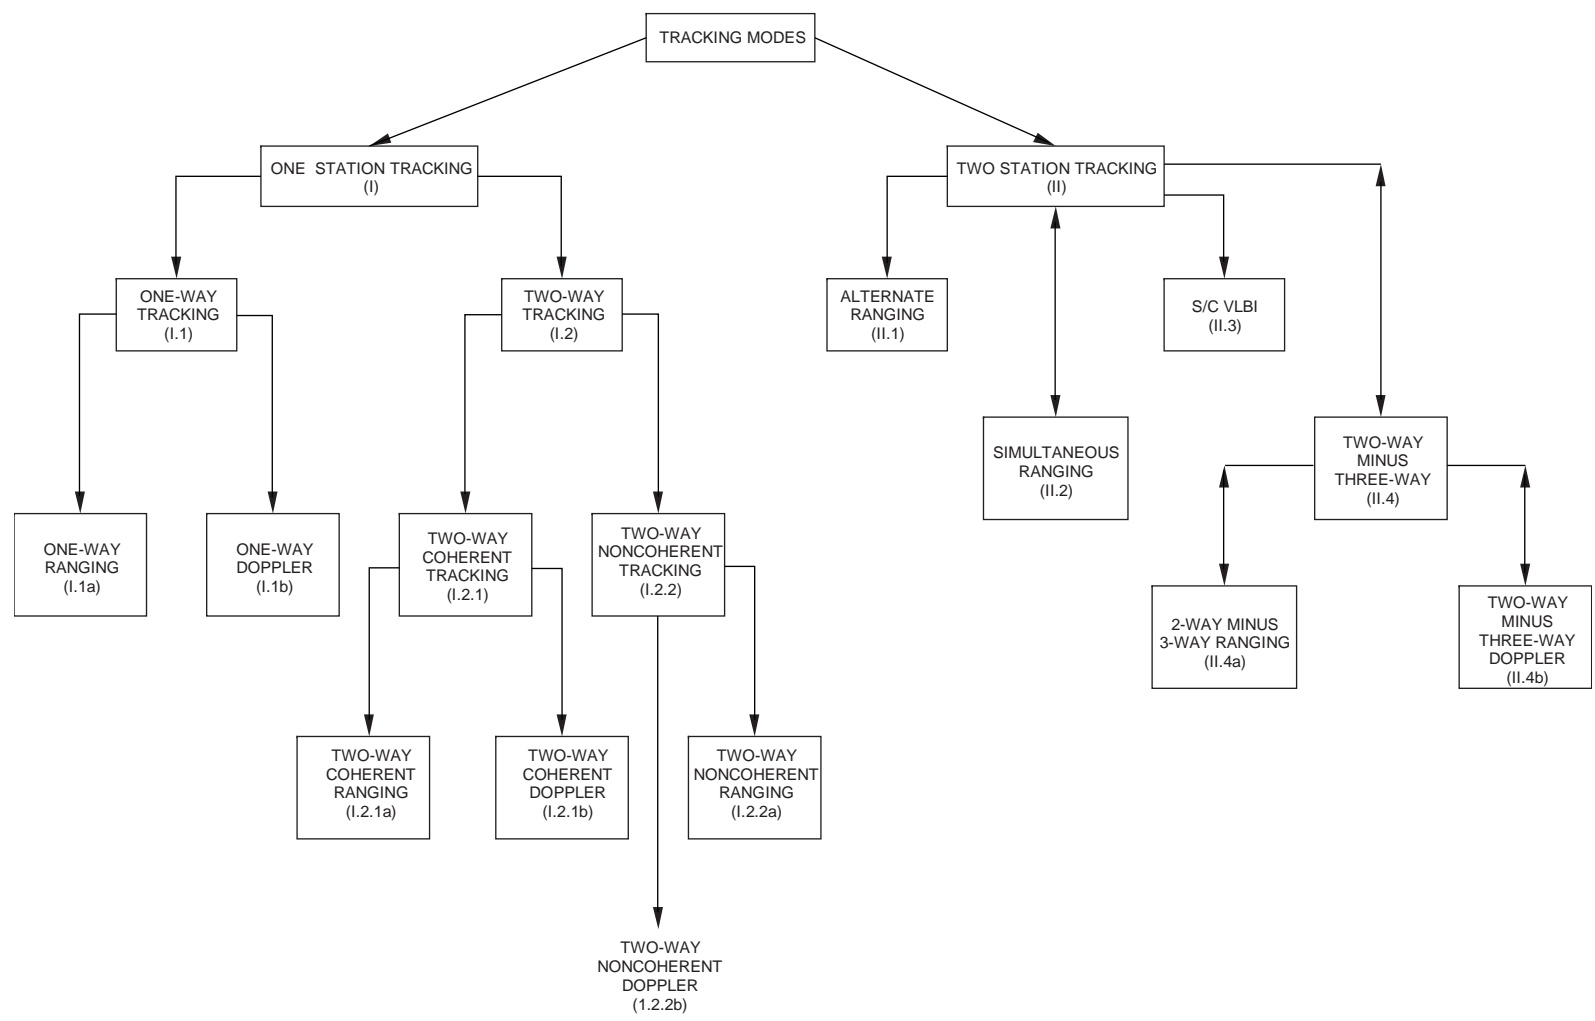 TRACKING MODES
ONE STATION TRACKING
(I)
TWO STATION TRACKING
(II)
ONE-WAY
TRACKING
(I.1)
TWO-WAY
TRACKING
(I.2)
ALTERNATE
RANGING
(II.1)
S/C VLBI
(II.3)
SIMULTANEOUS
RANGING
(II.2)
TWO-WAY
MINUS
THREE-WAY
(II.4)
ONE-WAY
RANGING
(I.1a)
ONE-WAY
DOPPLER
(I.1b)
TWO-WAY
COHERENT
TRACKING
(I.2.1)
TWO-WAY
NONCOHERENT
TRACKING
(I.2.2)
2-WAY MINUS
3-WAY RANGING
(II.4a)
TWO-WAY
MINUS
THREE-WAY
DOPPLER
(II.4b)
TWO-WAY
COHERENT
RANGING
(I.2.1a)
TWO-WAY
COHERENT
DOPPLER
(I.2.1b)
TWO-WAY
NONCOHERENT
RANGING
(I.2.2a)
TWO-WAY
NONCOHERENT
DOPPLER
(1.2.2b)